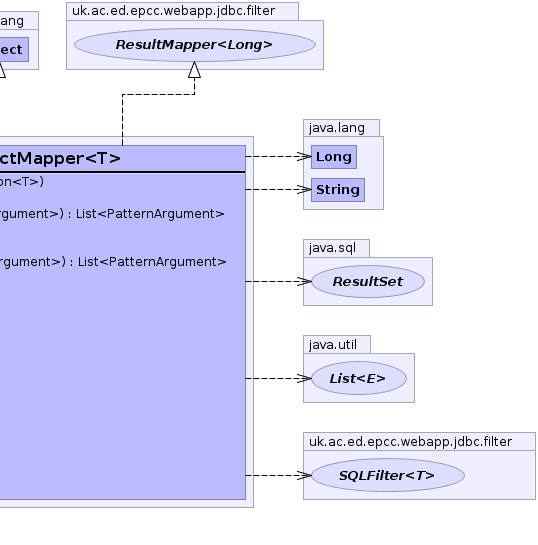 ang
uk.ac.ed.epcc.webapp.jdbc.filter
ect
ResultMapper<Long>
java.lang
Long
String
ctMapper<T>
on<T>)
rgument>) : List<PatternArgument>
rgument>) : List<PatternArgument>
java.sql
ResultSet
java.util
List<E>
uk.ac.ed.epcc.webapp.jdbc.filter
SQLFilter<T>